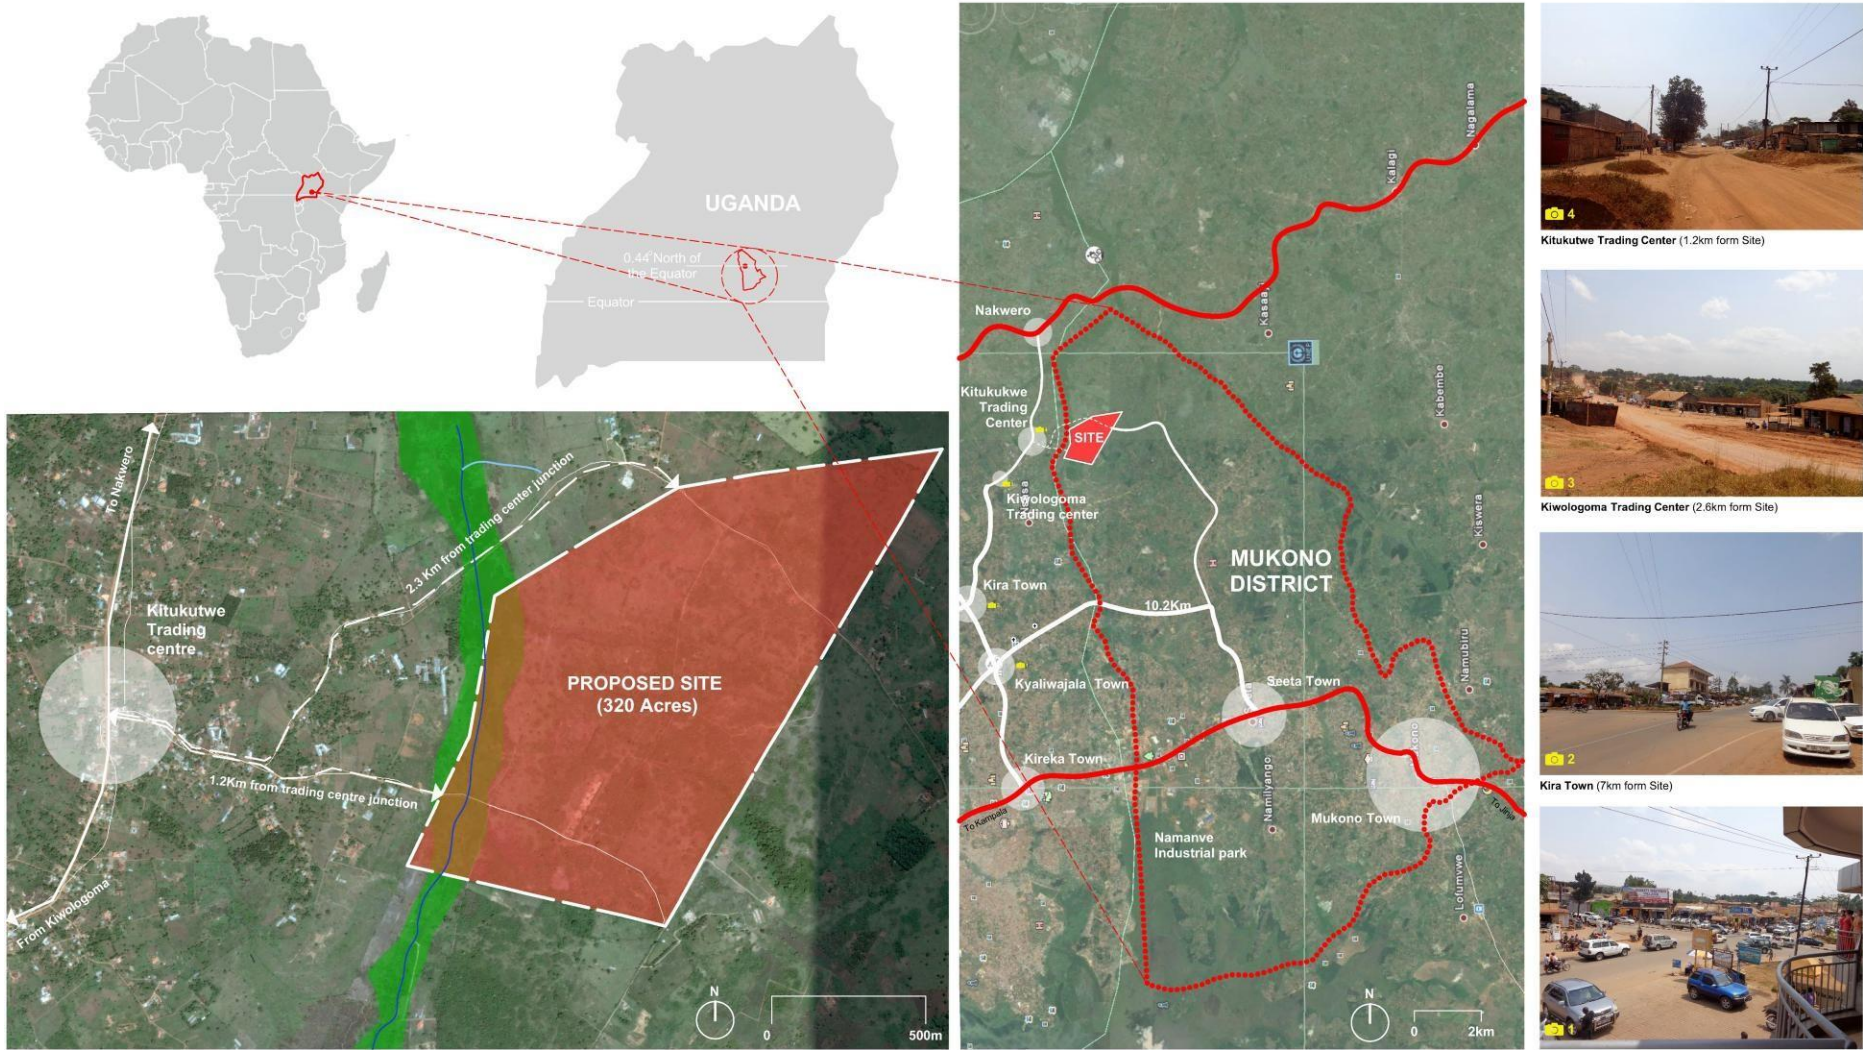 UGANDA
0.44°North of
the Equator
Equator
To Nakwero
Kitukutwe
Trading
centre
2.3 Km from trading center junction
1.2Km from trading centre junction
From Kiwologoma
PROPOSED SITE
(320 Acres)
N
0
500m
Nagalama
Kalagi
Nakwero
Kitukukwe
Trading
Center
SITE
Kiwologoma
Trading center
Kabembe
Kiswera
MUKONO
DISTRICT
Kira Town
10.2Km
Kyaliwajala Town
Seeta Town
Namubiru
Kireka Town
To Kampala
Namilyango
Mukono Town
To Jinja
Namanve
Industrial park
N
0
2km
4
Kitukutwe Trading Center (1.2km form Site)
3
Kiwologoma Trading Center (2.6km form Site)
2
Kira Town (7km form Site)
1